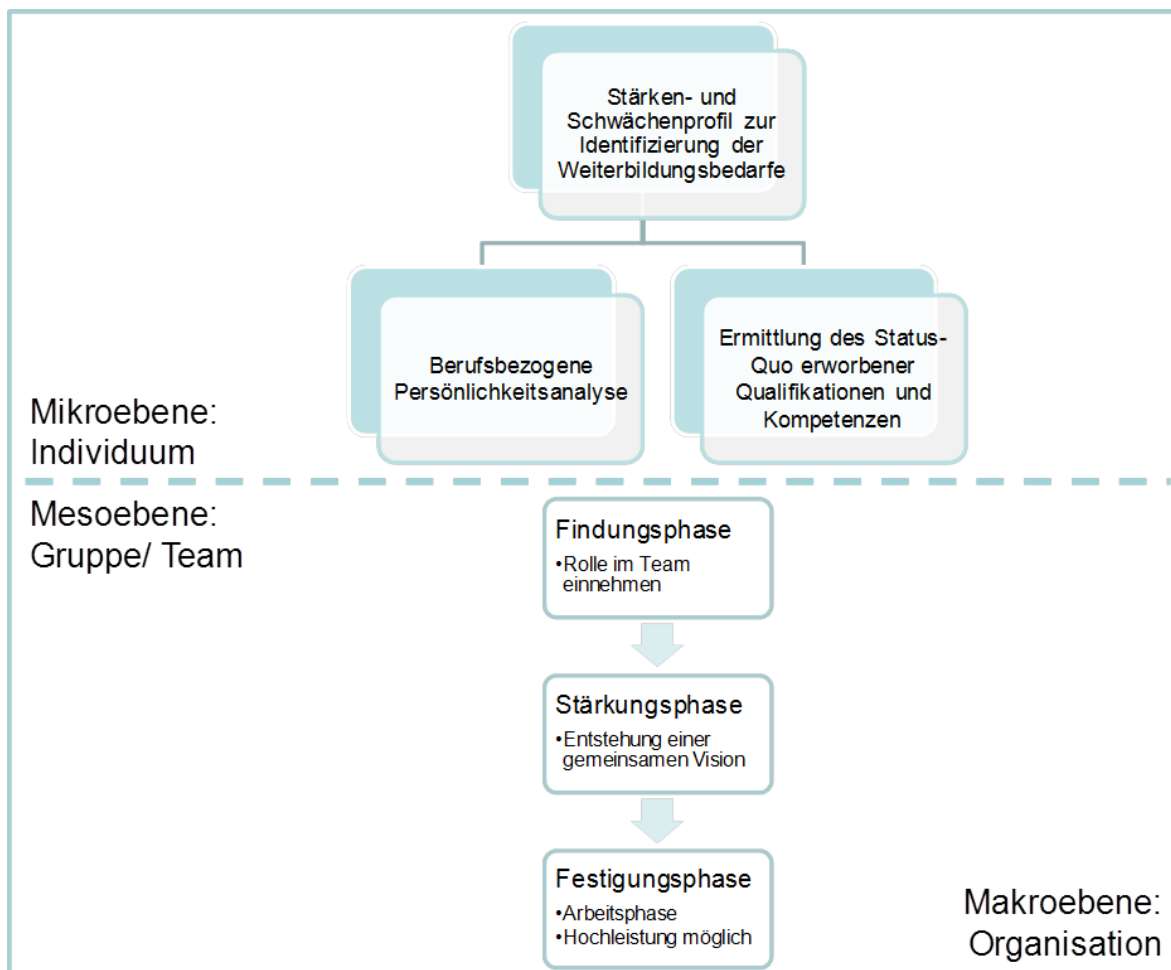 Stärken- und
Schwächenprofil zur
Identifizierung der
Weiterbildungsbedarfe
Berufsbezogene
Persönlichkeitsanalyse
Ermittlung des Status-
Quo erworbener
Qualifikationen und
Kompetenzen
Mikroebene:
Individuum
Mesoebene:
Gruppe/ Team
Findungsphase
•Rolle im Team
einnehmen
Stärkungsphase
•Entstehung einer
gemeinsamen Vision
Festigungsphase
•Arbeitsphase
•Hochleistung möglich
Makroebene:
Organisation